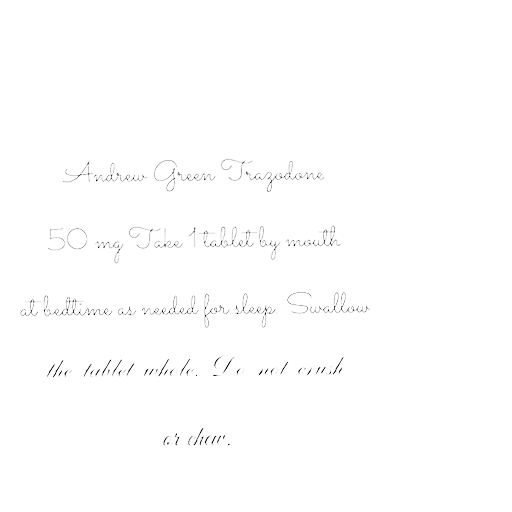 Andrew Green Trazodone
50 mg Take 1 tablet by mouth
at bedtime as needed for sleep. Swallow
the tablet whole. Do not crush
or chew.